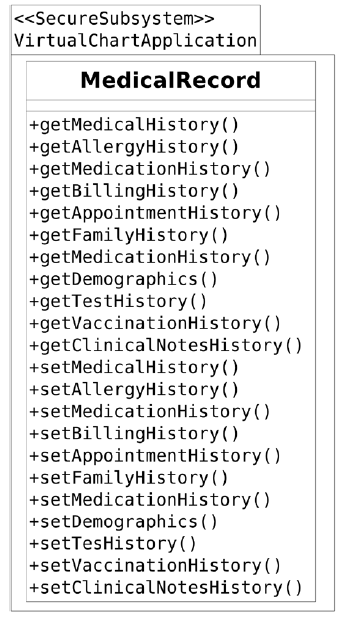 <<SecureSubsystem>>
VirtualChartApplication
MedicalRecord
+getMedicalHistory()
+getAllergyHistory()
+getMedicationHistory()
+getBillingHistory()
+getAppointmentHistory()
+getFamilyHistory()
+getMedicationHistory()
+getDemographics()
+getTestHistory()
+getVaccinationHistory()
+getClinicalNotesHistory()
+setMedicalHistory()
+setAllergyHistory()
+setMedicationHistory()
+setBillingHistory()
+setAppointmentHistory()
+setFamilyHistory()
+setMedicationHistory()
+setDemographics()
+setTesHistory()
+setVaccinationHistory()
+setClinicalNotesHistory()